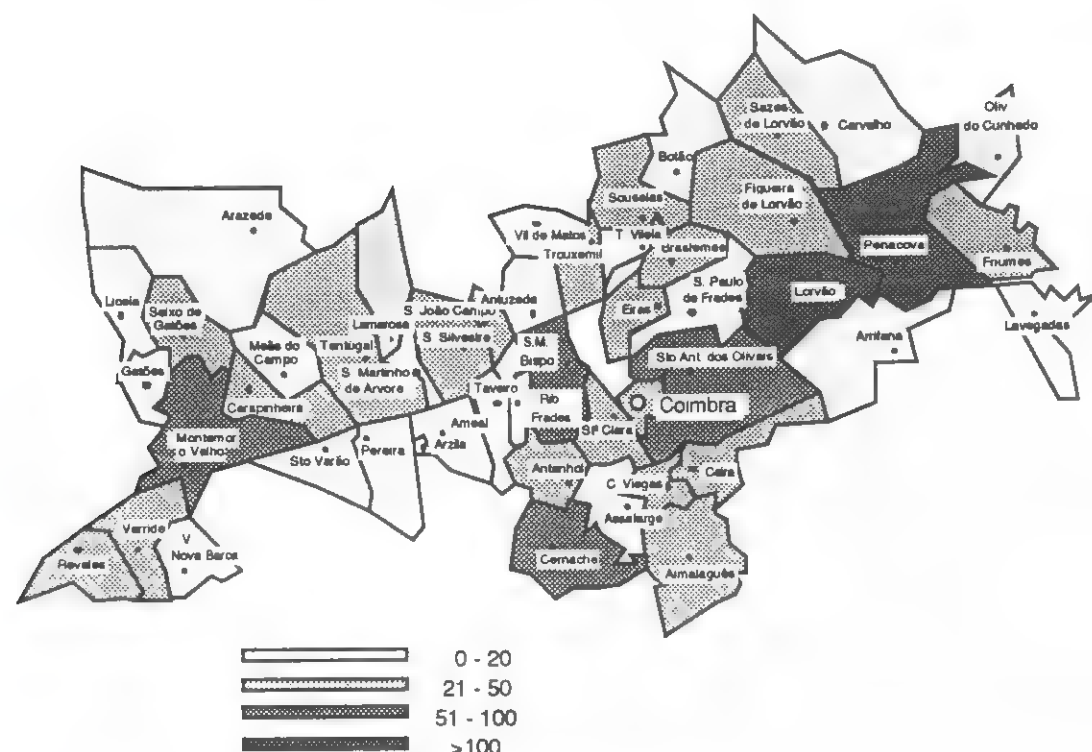 Sazes
de Lorvão
Carvalho
Oliv
do Cunhedo
Botão
Souselas
Figueira
de Lorvão
Arazede
Vil de Matos
T. Vilela
Brasfemes
Trouxemil
Penacova
Friumes
S. Paulo
de Frades
Lorvão
Liceia
Seixo de
Gatões
Lamarosa
S. João Campo
Antuzede
Eiras
Lavegadas
Meãs do
Campo
Tentúgal
S. Silvestre
S.M.
Bispo
Sto Ant. dos Olivais
Gatões
S. Martinho
de Arvore
Taveiro
Rib
Frades
Coimbra
Carapinheira
Stª Clara
Montemor
o Velho
Sto Varão
Pereira
Arzila
Ameal
Antanhol
C. Viegas
Ceira
Assafarge
Verride
V
Nova Barca
Reveles
Cernache
Almalaguês
0 - 20
21 - 50
51 - 100
>100